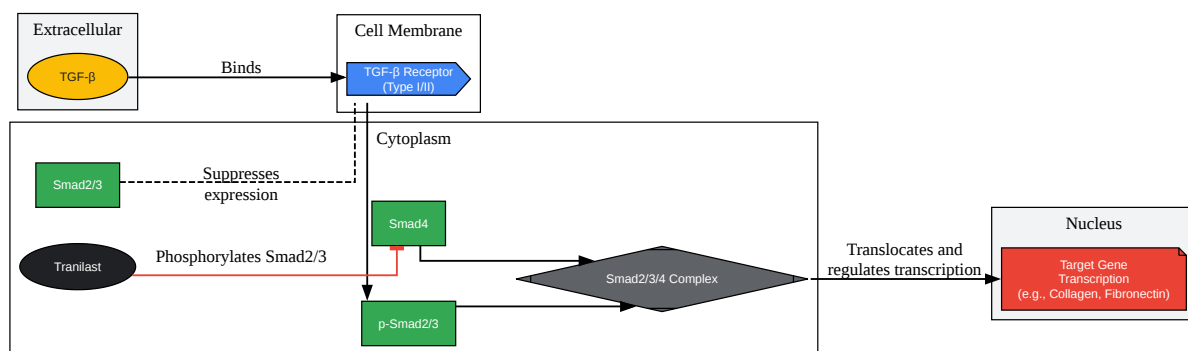 Extracellular
TGF-β
Binds
Cell Membrane
TGF-β Receptor
(Type I/II)
Cytoplasm
Smad2/3
Suppresses
expression
Smad4
Tranilast
Phosphorylates Smad2/3
Smad2/3/4 Complex
p-Smad2/3
Translocates and
regulates transcription
Nucleus
Target Gene
Transcription
(e.g., Collagen, Fibronectin)